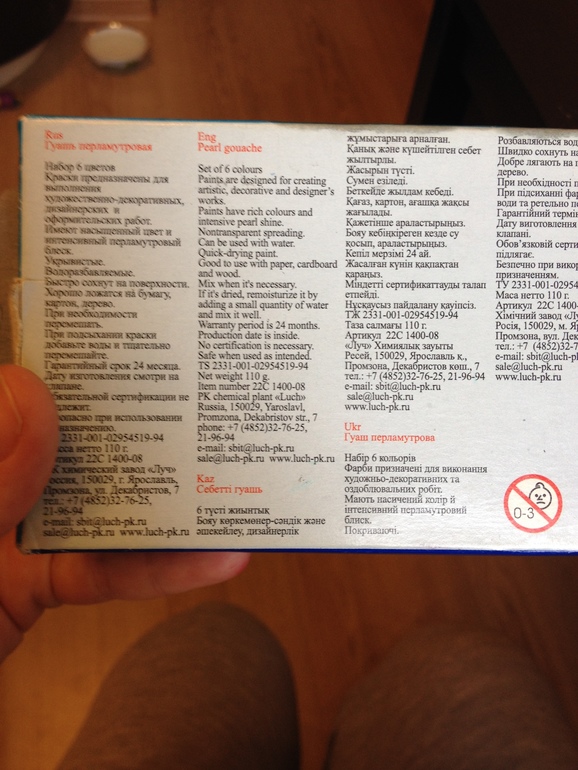 Rus
Гуашь перламутровая
Набор 6 цветов
Краски предназначены для
выполнения
художественно-декоративных,
дизайнерских и
оформительских работ.
Имеют насыщенный цвет и
интенсивный перламутровый
блеск.
Укрывистые.
Водоразбавляемые.
Быстро сохнут на поверхности.
Хорошо ложатся на бумагу,
картон, дерево.
При необходимости
перемешать.
При подсыхании краски
добавьте воды и тщательно
перемешайте.
Гарантийный срок 24 месяца.
Дату изготовления смотри на
клапане.
обязательной сертификации не
лежит.
опасно при использовании
назначению.
2331-001-02954519-94
сса нетто 110 г.
тикул 22С 1400-08
К химический завод «Луч»
оссия, 150029, г. Ярославль,
Промзона, ул. Декабристов, 7
тел.: +7 (4852)32-76-25,
21-96-94
e-mail: sbit@luch-pk.ru
sale@luch-pk.ru www.luch-pk.ru
Eng
Pearl gouache
Set of 6 colours
Paints are designed for creating
artistic, decorative and designer's
works.
Paints have rich colours and
intensive pearl shine.
Nontransparent spreading.
Can be used with water.
Quick-drying paint.
Good to use with paper, cardboard
and wood.
Mix when it's necessary.
If it's dried, remoisturize it by
adding a small quantity of water
and mix it well.
Warranty period is 24 months.
Production date is inside.
No certification is necessary.
Safe when used as intended.
TS 2331-001-02954519-94
Net weight 110 g.
Item number 22C 1400-08
PK chemical plant «Luch»
Russia, 150029, Yaroslavl,
Promzona, Dekabristov str., 7
phone: +7 (4852)32-76-25,
21-96-94
e-mail: sbit@luch-pk.ru
sale@luch-pk.ru www.luch-pk.ru
Kaz
Себетті гуашь
6 түсті жиынтық
Бояу көркемөнер-сәндік және
әшекейлеу, дизайнерлік
жұмыстарыға арналған.
Қанық және күшейтілген себет
жылтырлы.
Жасырын түсті.
Сумен езіледі.
Беткейде жылдам кебеді.
Қағаз, картон, ағашқа жақсы
жағылады.
Қажетінше араластырыңыз.
Бояу кебіңкіреген кезде су
қосып, араластырыңыз.
Кепіл мерзімі 24 ай.
Жасалған күнін қақпақтан
қараңыз.
Міндетті сертификаттауды талап
етпейді.
Нұсқаусыз пайдалану қауіпсіз.
ТЖ 2331-001-02954519-94
Таза салмағы 110 г.
Артикул 22С 1400-08
«Луч» Химиялық зауыты
Ресей, 150029, Ярославль қ.,
Промзона, Декабристов көш., 7
тел.: +7 (4852)32-76-25, 21-96-94
e-mail: sbit@luch-pk.ru
sale@luch-pk.ru
www.luch-pk.ru
Ukr
Гуаш перламутрова
Набір 6 кольорів
Фарби призначені для виконання
художньо-декоративних та
оздоблювальних робіт.
Мають насичений колір й
інтенсивний перламутровий
блиск.
Покриваючі.
Розбавляються вод
Швидко сохнуть на
Добре лягають на п
дерево.
При необхідності п
При підсиханні фар
води та ретельно пе
Гарантійний термін
Дату виготовлення
клапані.
Обов'язковій серти
підлягає.
Безпечно при викор
призначенням.
ТУ 2331-001-02954
Маса нетто 110 г.
Артикул 22С 1400-
Хімічний завод «Лу
Росія, 150029, м. Яр
Промзона, вул. Дек
тел.: +7 (4852)32-7
e-mail: sbit@luch-pl
sale@luch-pk.ru
www.luch-pk.ru
0-3